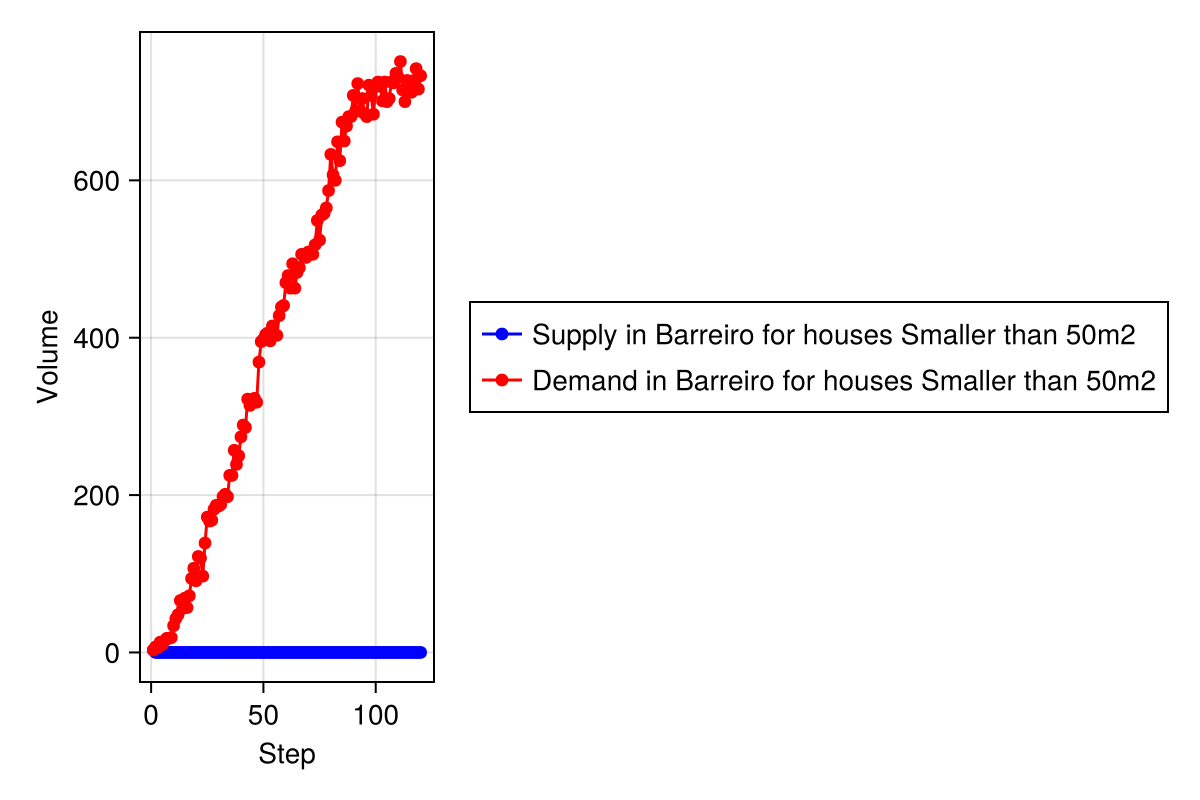 Volume
600
400
200
0
0 50 100
Step
Supply in Barreiro for houses Smaller than 50m2
Demand in Barreiro for houses Smaller than 50m2